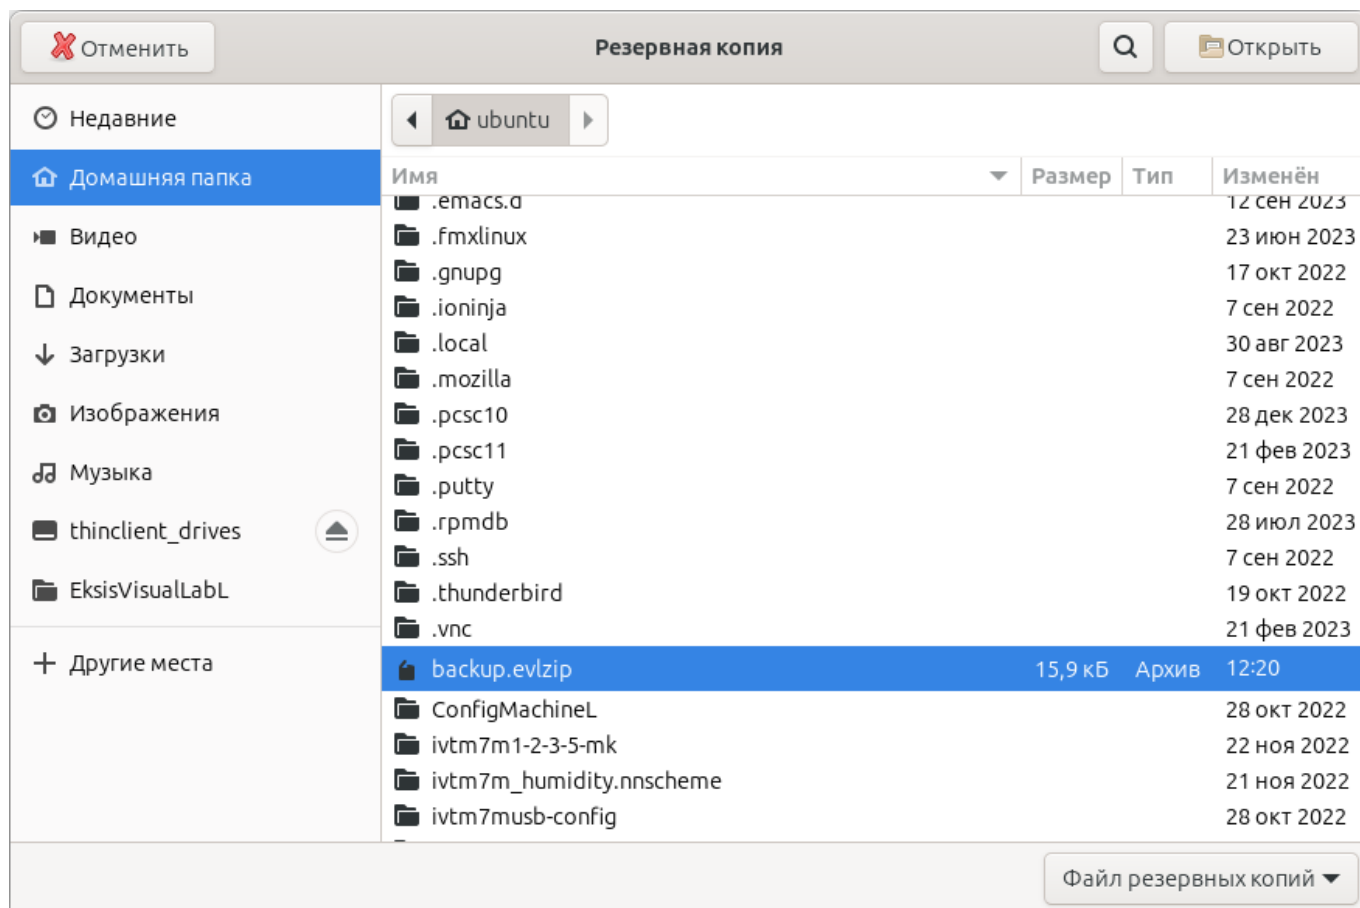 Отменить Резервная копия Открыть
Недавние
Домашняя папка
Видео
Документы
Загрузки
Изображения
Музыка
thinclient_drives
EksisVisualLabL
Другие места
ubuntu
Имя Размер Тип Изменён
.emacs.d 12 сен 2023
.fmxlinux 23 июн 2023
.gnupg 17 окт 2022
.ioninja 7 сен 2022
.local 30 авг 2023
.mozilla 7 сен 2022
.pcsc10 28 дек 2023
.pcsc11 21 фев 2023
.putty 7 сен 2022
.rpmdb 28 июл 2023
.ssh 7 сен 2022
.thunderbird 19 окт 2022
.vnc 21 фев 2023
backup.evlzip 15,9 кБ Архив 12:20
ConfigMachineL 28 окт 2022
ivtm7m1-2-3-5-mk 22 ноя 2022
ivtm7m_humidity.nnscheme 21 ноя 2022
ivtm7musb-config 28 окт 2022
Файл резервных копий